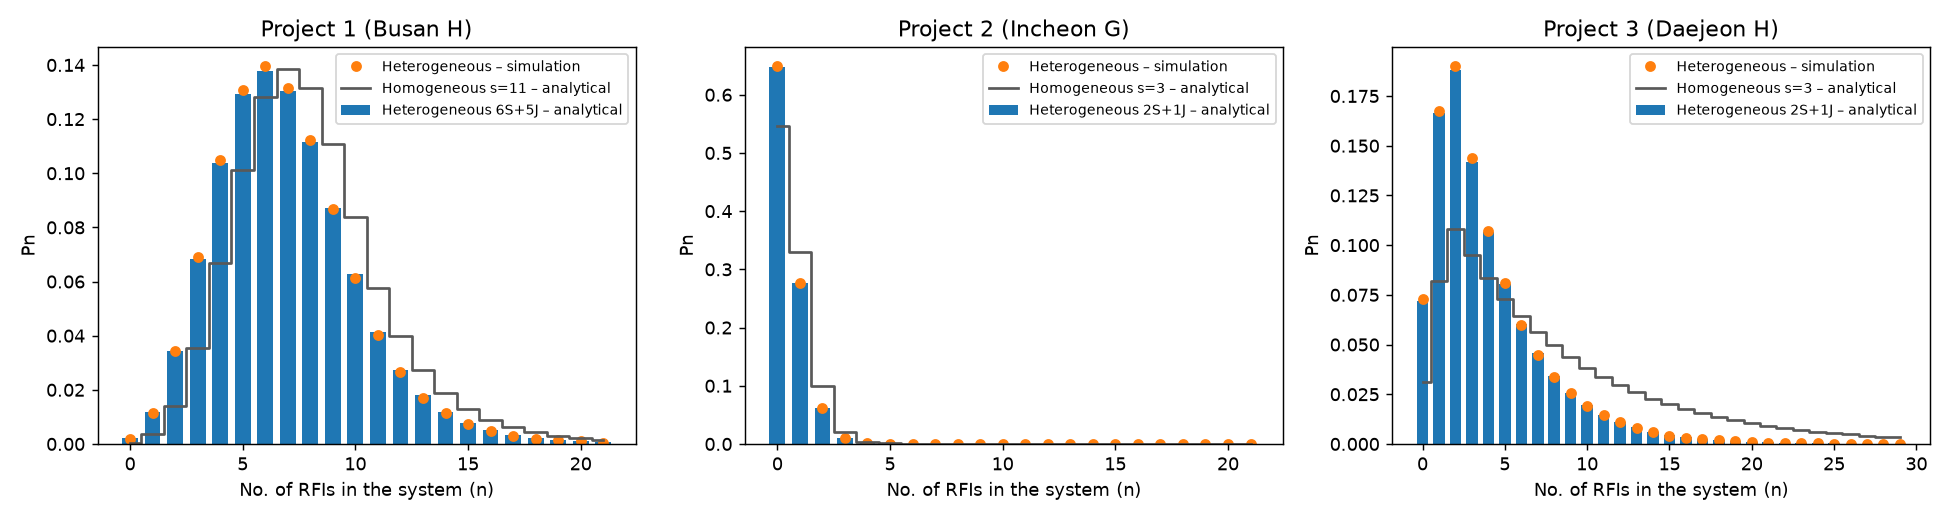 Project 1 (Busan H)
Heterogeneous – simulation
Homogeneous s=11 – analytical
Heterogeneous 6S+5J – analytical
Pn
0.14
0.12
0.10
0.08
0.06
0.04
0.02
0.00
0 5 10 15 20
No. of RFIs in the system (n)
Project 2 (Incheon G)
Heterogeneous – simulation
Homogeneous s=3 – analytical
Heterogeneous 2S+1J – analytical
Pn
0.6
0.5
0.4
0.3
0.2
0.1
0.0
0 5 10 15 20
No. of RFIs in the system (n)
Project 3 (Daejeon H)
Heterogeneous – simulation
Homogeneous s=3 – analytical
Heterogeneous 2S+1J – analytical
Pn
0.175
0.150
0.125
0.100
0.075
0.050
0.025
0.000
0 5 10 15 20 25 30
No. of RFIs in the system (n)